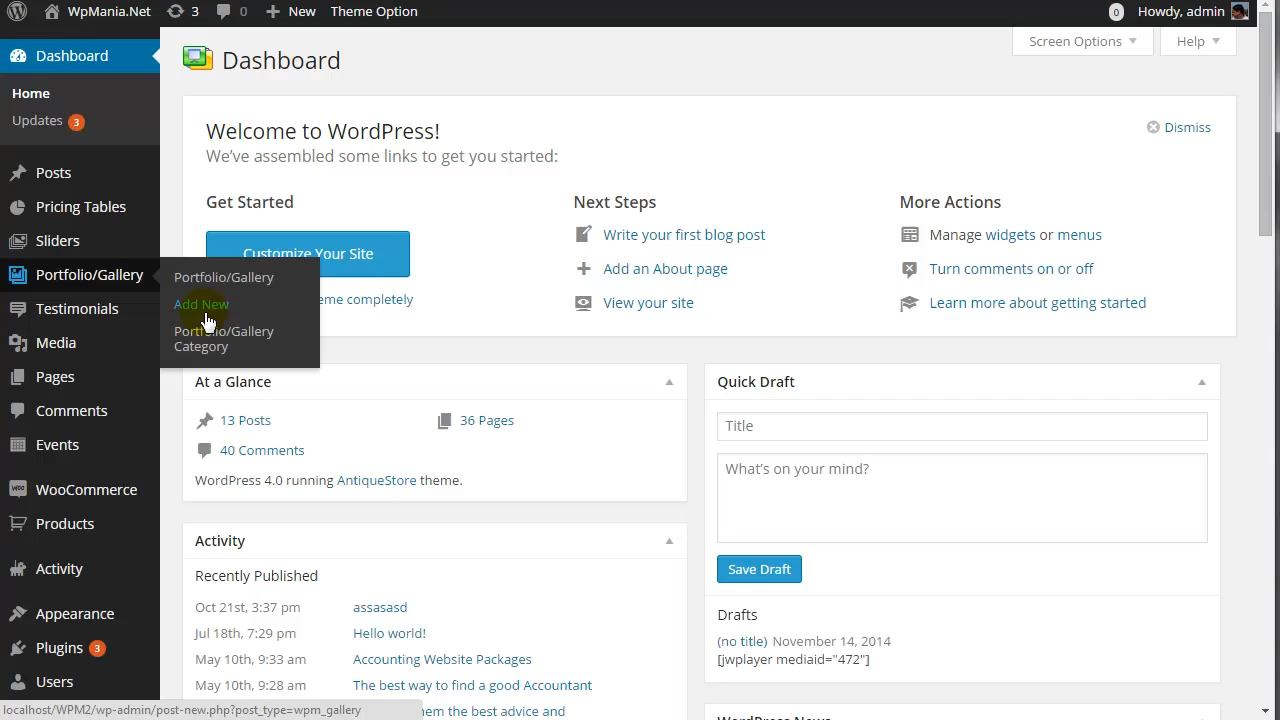 WpMania.Net 3 0 New Theme Option 0 Howdy, admin
Screen Options Help
Dashboard
Home
Updates 3
Posts
Pricing Tables
Sliders
Portfolio/Gallery
Testimonials
Media
Pages
Comments
Events
WooCommerce
Products
Activity
Appearance
Plugins 3
Users
Portfolio/Gallery
Add New
Portfolio/Gallery
Category
Dashboard
Welcome to WordPress!
Dismiss
We've assembled some links to get you started:
Get Started
Customize Your Site
eme completely
Next Steps
Write your first blog post
Add an About page
View your site
More Actions
Manage widgets or menus
Turn comments on or off
Learn more about getting started
At a Glance
13 Posts 36 Pages
40 Comments
WordPress 4.0 running AntiqueStore theme.
Activity
Recently Published
Oct 21st, 3:37 pm assasasd
Jul 18th, 7:29 pm Hello world!
May 10th, 9:33 am Accounting Website Packages
May 10th, 9:28 am The best way to find a good Accountant
em the best advice and
Quick Draft
Title
What's on your mind?
Save Draft
Drafts
(no title) November 14, 2014
[jwplayer mediaid="472"]
WordPress News
localhost/WPM2/wp-admin/post-new.php?post_type=wpm_gallery